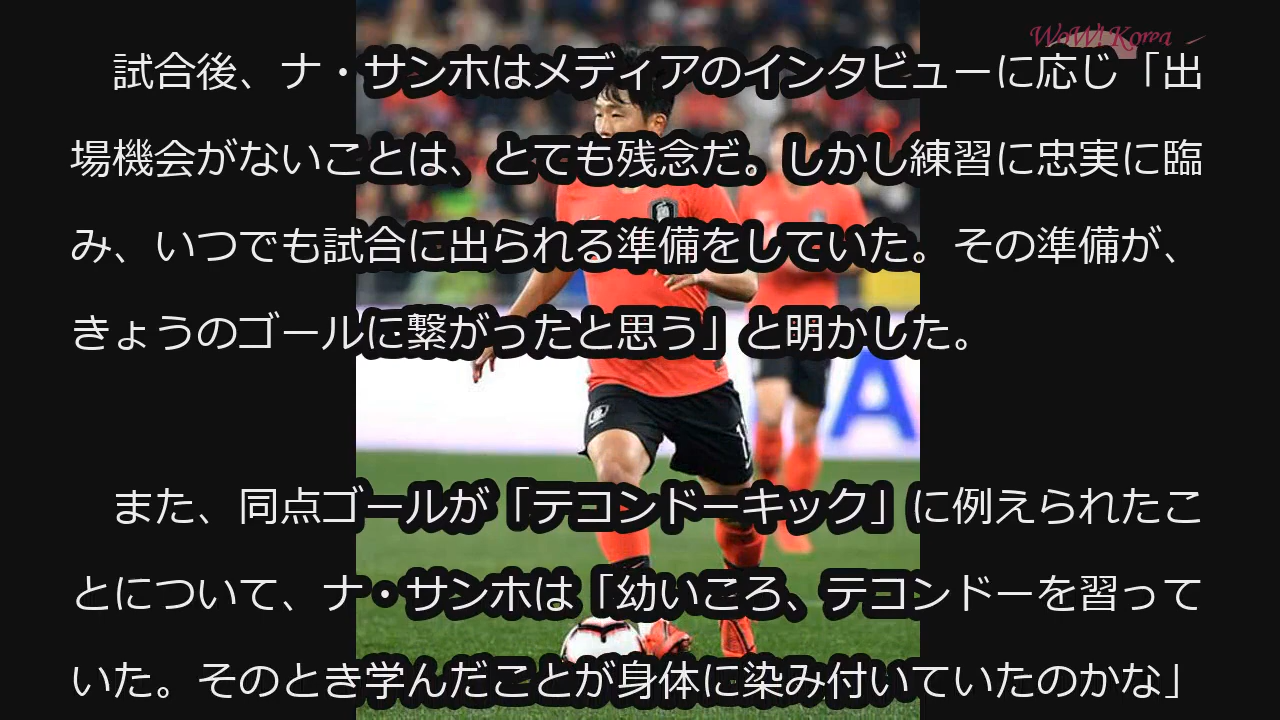 WoW! Korea
試合後、ナ・サンホはメディアのインタビューに応じ「出
場機会がないことは、とても残念だ。しかし練習に忠実に臨
み、いつでも試合に出られる準備をしていた。その準備が、
きょうのゴールに繋がったと思う」と明かした。
また、同点ゴールが「テコンドーキック」に例えられたこ
とについて、ナ・サンホは「幼いころ、テコンドーを習って
いた。そのとき学んだことが身体に染み付いていたのかな」
A